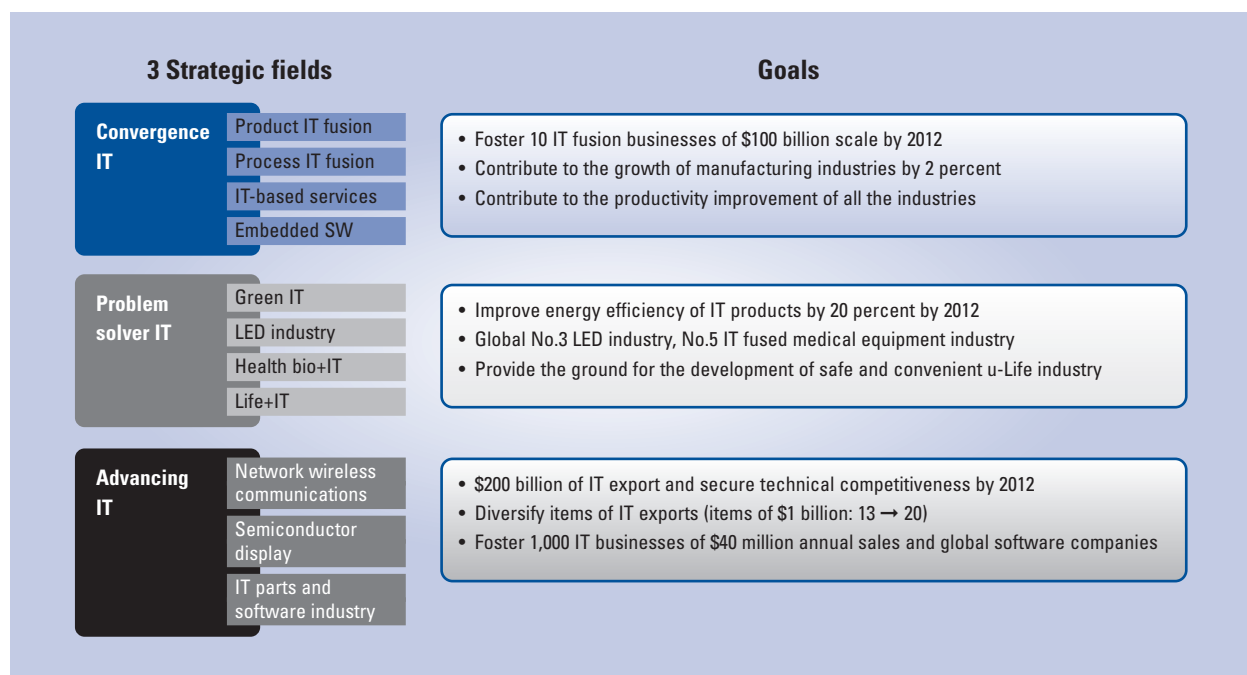 3 Strategic fields
Goals
Convergence
IT
Product IT fusion
Process IT fusion
IT-based services
Embedded SW
• Foster 10 IT fusion businesses of $100 billion scale by 2012
• Contribute to the growth of manufacturing industries by 2 percent
• Contribute to the productivity improvement of all the industries
Problem
solver IT
Green IT
LED industry
Health bio+IT
Life+IT
• Improve energy efficiency of IT products by 20 percent by 2012
• Global No.3 LED industry, No.5 IT fused medical equipment industry
• Provide the ground for the development of safe and convenient u-Life industry
Advancing
IT
Network wireless
communications
Semiconductor
display
IT parts and
software industry
• $200 billion of IT export and secure technical competitiveness by 2012
• Diversify items of IT exports (items of $1 billion: 13 → 20)
• Foster 1,000 IT businesses of $40 million annual sales and global software companies